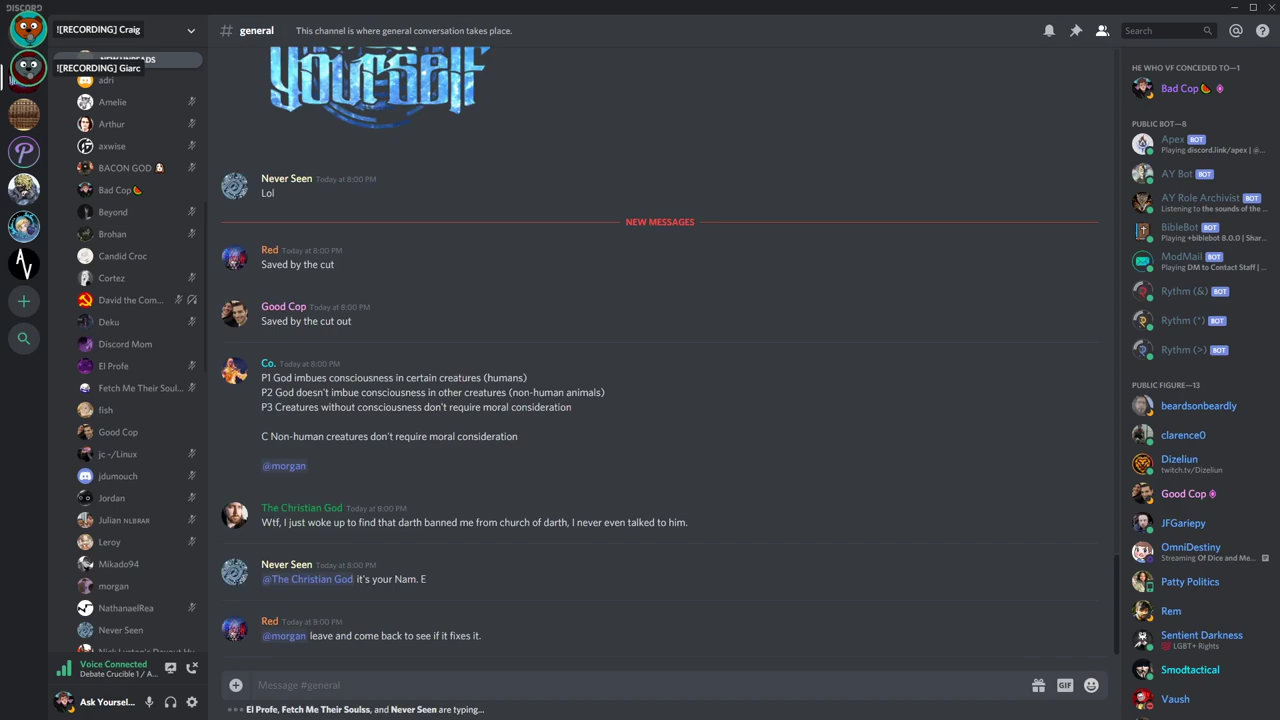 DISCORD
![RECORDING] Craig
NEW UNREADS
![RECORDING] Giarc
adri
Amelie
Arthur
axwise
BACON GOD
Bad Cop
Beyond
Brohan
Candid Croc
Cortez
David the Com...
Deku
Discord Mom
El Profe
Fetch Me Their Soul...
fish
Good Cop
jc -/Linux
jdumouch
Jordan
Julian NLBRAR
Leroy
Mikado94
morgan
NathanaelRea
Never Seen
Voice Connected
Debate Crucible 1 / A...
Ask Yoursel...
# general
This channel is where general conversation takes place.
Search
YOURSELF
Never Seen Today at 8:00 PM
Lol
NEW MESSAGES
Red Today at 8:00 PM
Saved by the cut
Good Cop Today at 8:00 PM
Saved by the cut out
Co. Today at 8:00 PM
P1 God imbues consciousness in certain creatures (humans)
P2 God doesn't imbue consciousness in other creatures (non-human animals)
P3 Creatures without consciousness don't require moral consideration
C Non-human creatures don't require moral consideration
@morgan
The Christian God Today at 8:00 PM
Wtf, I just woke up to find that darth banned me from church of darth, I never even talked to him.
Never Seen Today at 8:00 PM
@The Christian God it's your Nam. E
Red Today at 8:00 PM
@morgan leave and come back to see if it fixes it.
Message #general
GIF
El Profe, Fetch Me Their Soulss, and Never Seen are typing...
HE WHO VF CONCEDED TO—1
Bad Cop
PUBLIC BOT—8
Apex BOT
Playing discord.link/apex | @...
AY Bot BOT
AY Role Archivist BOT
Listening to the sounds of the ...
BibleBot BOT
Playing +biblebot 8.0.0 | Shar...
ModMail BOT
Playing DM to Contact Staff | ...
Rythm (&) BOT
Rythm (*) BOT
Rythm (>) BOT
PUBLIC FIGURE—13
beardsonbeardly
clarence0
Dizeliun
twitch.tv/Dizeliun
Good Cop
JFGariepy
OmniDestiny
Streaming Of Dice and Me...
Patty Politics
Rem
Sentient Darkness
LGBT+ Rights
Smodtactical
Vaush